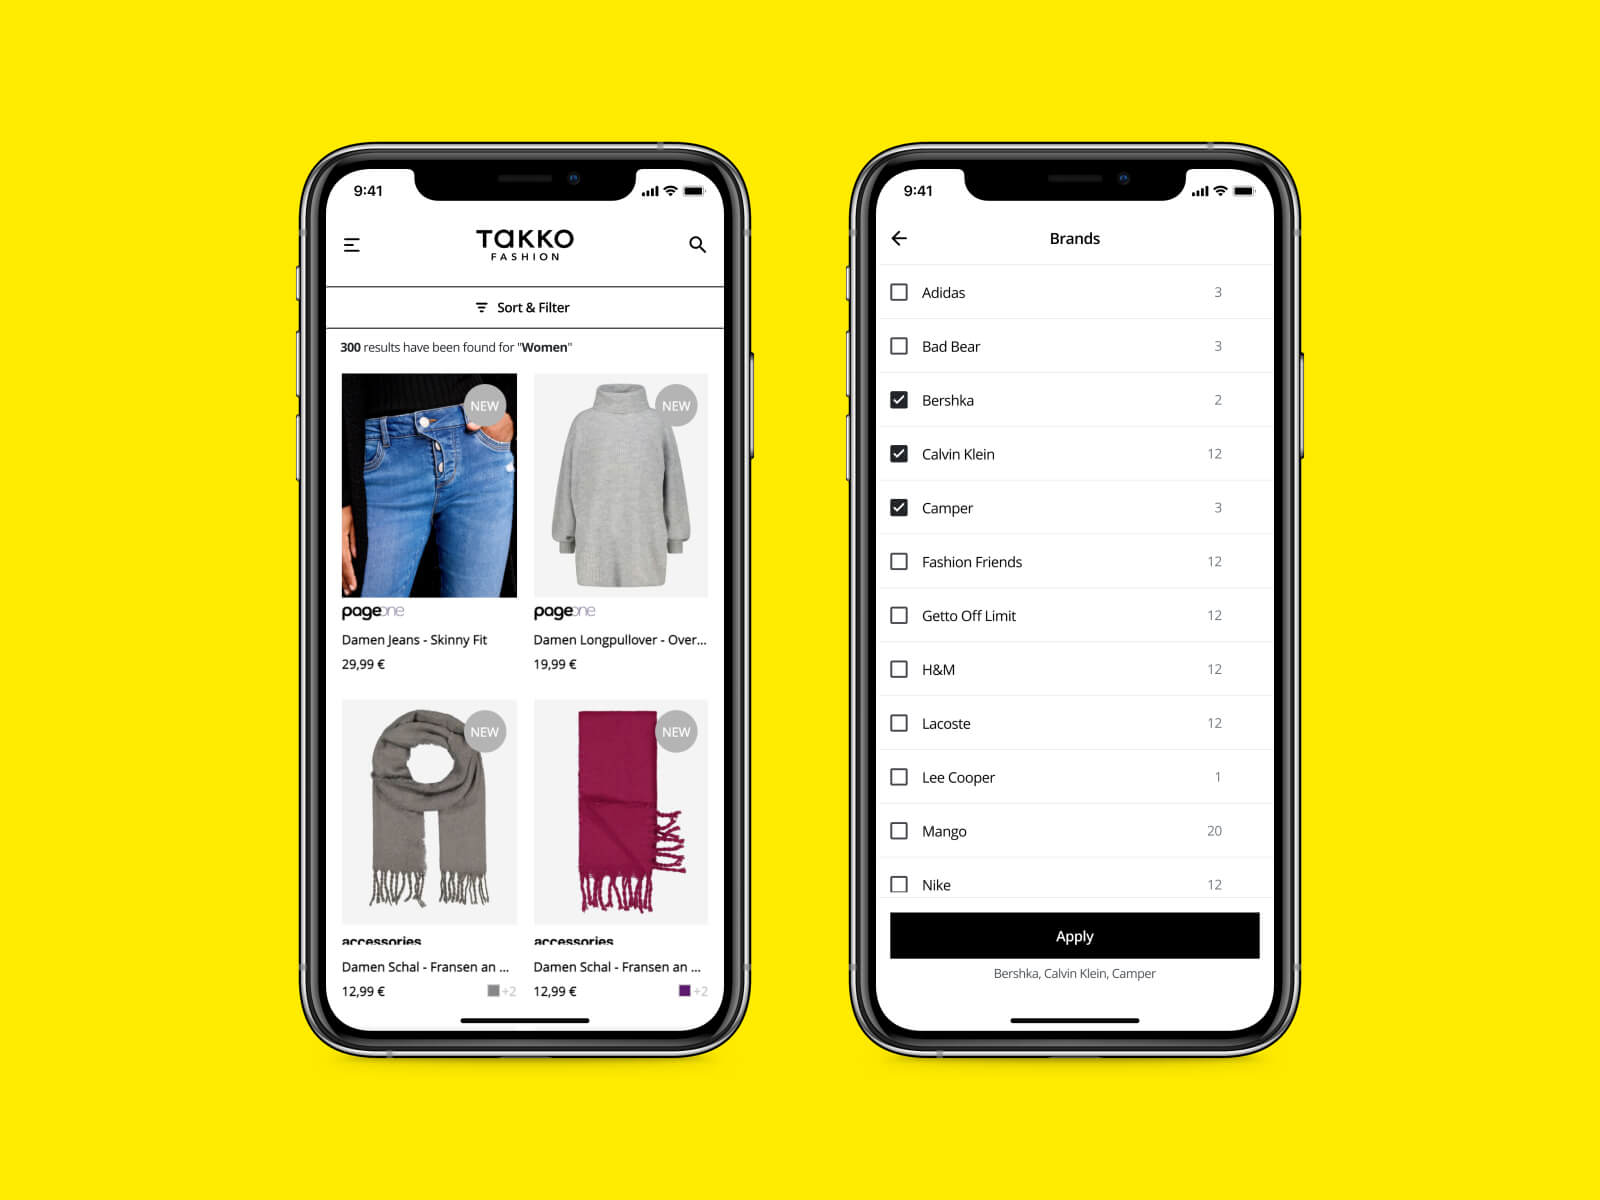 9:41
TAKKO
FASHION
Sort & Filter
300 results have been found for "Women"
NEW
NEW
pageone
pageone
Damen Jeans - Skinny Fit
Damen Longpullover - Over...
29,99 €
19,99 €
NEW
NEW
accessories
accessories
Damen Schal - Fransen an ...
Damen Schal - Fransen an ...
12,99 €
+2
12,99 €
+2
9:41
Brands
Adidas 3
Bad Bear 3
Bershka 2
Calvin Klein 12
Camper 3
Fashion Friends 12
Getto Off Limit 12
H&M 12
Lacoste 12
Lee Cooper 1
Mango 20
Nike 12
Apply
Bershka, Calvin Klein, Camper